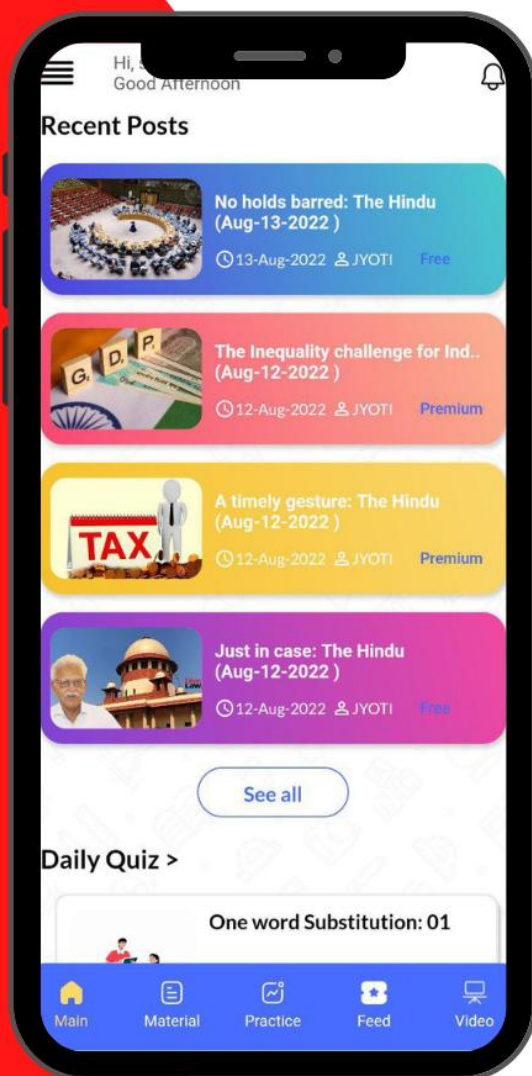 Hi,
Good Afternoon
Recent Posts
No holds barred: The Hindu
(Aug-13-2022 )
13-Aug-2022 JYOTI Free
G D P
The Inequality challenge for Ind..
(Aug-12-2022 )
12-Aug-2022 JYOTI Premium
TAX
A timely gesture: The Hindu
(Aug-12-2022 )
12-Aug-2022 JYOTI Premium
Just in case: The Hindu
(Aug-12-2022 )
12-Aug-2022 JYOTI Free
See all
Daily Quiz >
One word Substitution: 01
Main Material Practice Feed Video